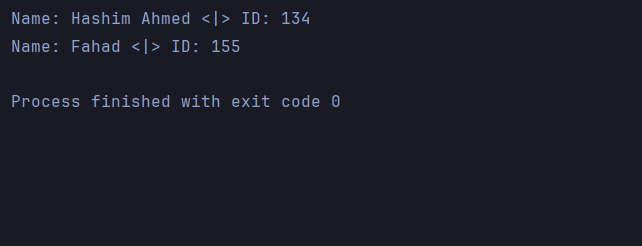 Name: Hashim Ahmed <|> ID: 134
Name: Fahad <|> ID: 155
Process finished with exit code 0